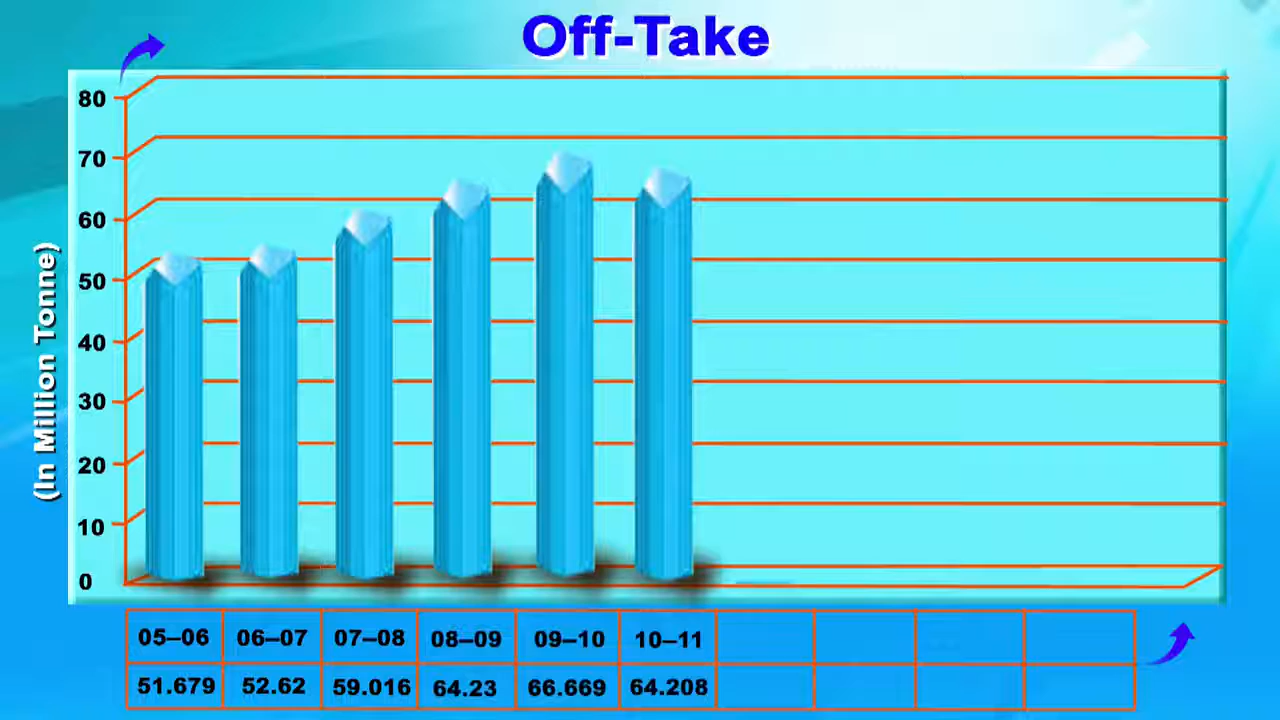 Off-Take
80
70
60
50
40
30
20
10
0
(In Million Tonne)
05–06 06–07 07–08 08–09 09–10 10–11
51.679 52.62 59.016 64.23 66.669 64.208